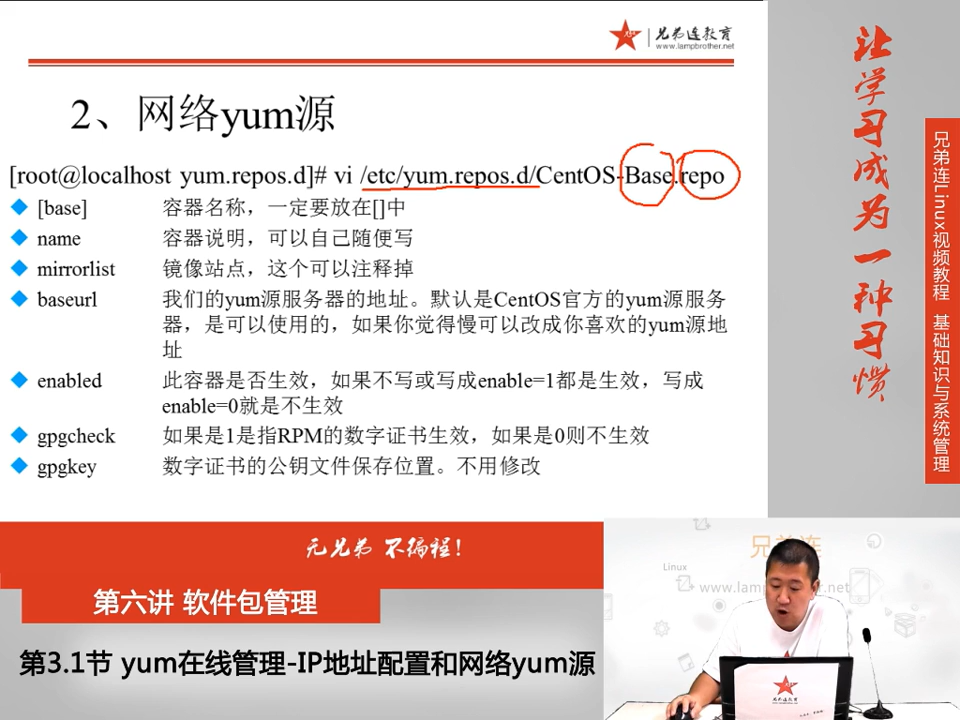 兄弟连教育
www.lampbrother.net
2、网络yum源
[root@localhost yum.repos.d]# vi /etc/yum.repos.d/CentOS-Base.repo
[base] 容器名称，一定要放在[]中
name 容器说明，可以自己随便写
mirrorlist 镜像站点，这个可以注释掉
baseurl 我们的yum源服务器的地址。默认是CentOS官方的yum源服务
器，是可以使用的，如果你觉得慢可以改成你喜欢的yum源地
址
enabled 此容器是否生效，如果不写或写成enable=1都是生效，写成
enable=0就是不生效
gpgcheck 如果是1是指RPM的数字证书生效，如果是0则不生效
gpgkey 数字证书的公钥文件保存位置。不用修改
让学习成为一种习惯
兄弟连Linux视频教程 基础知识与系统管理
无兄弟 不编程！
第六讲 软件包管理
第3.1节 yum在线管理-IP地址配置和网络yum源
兄弟连
Linux
www.lam
et
兄弟连教育